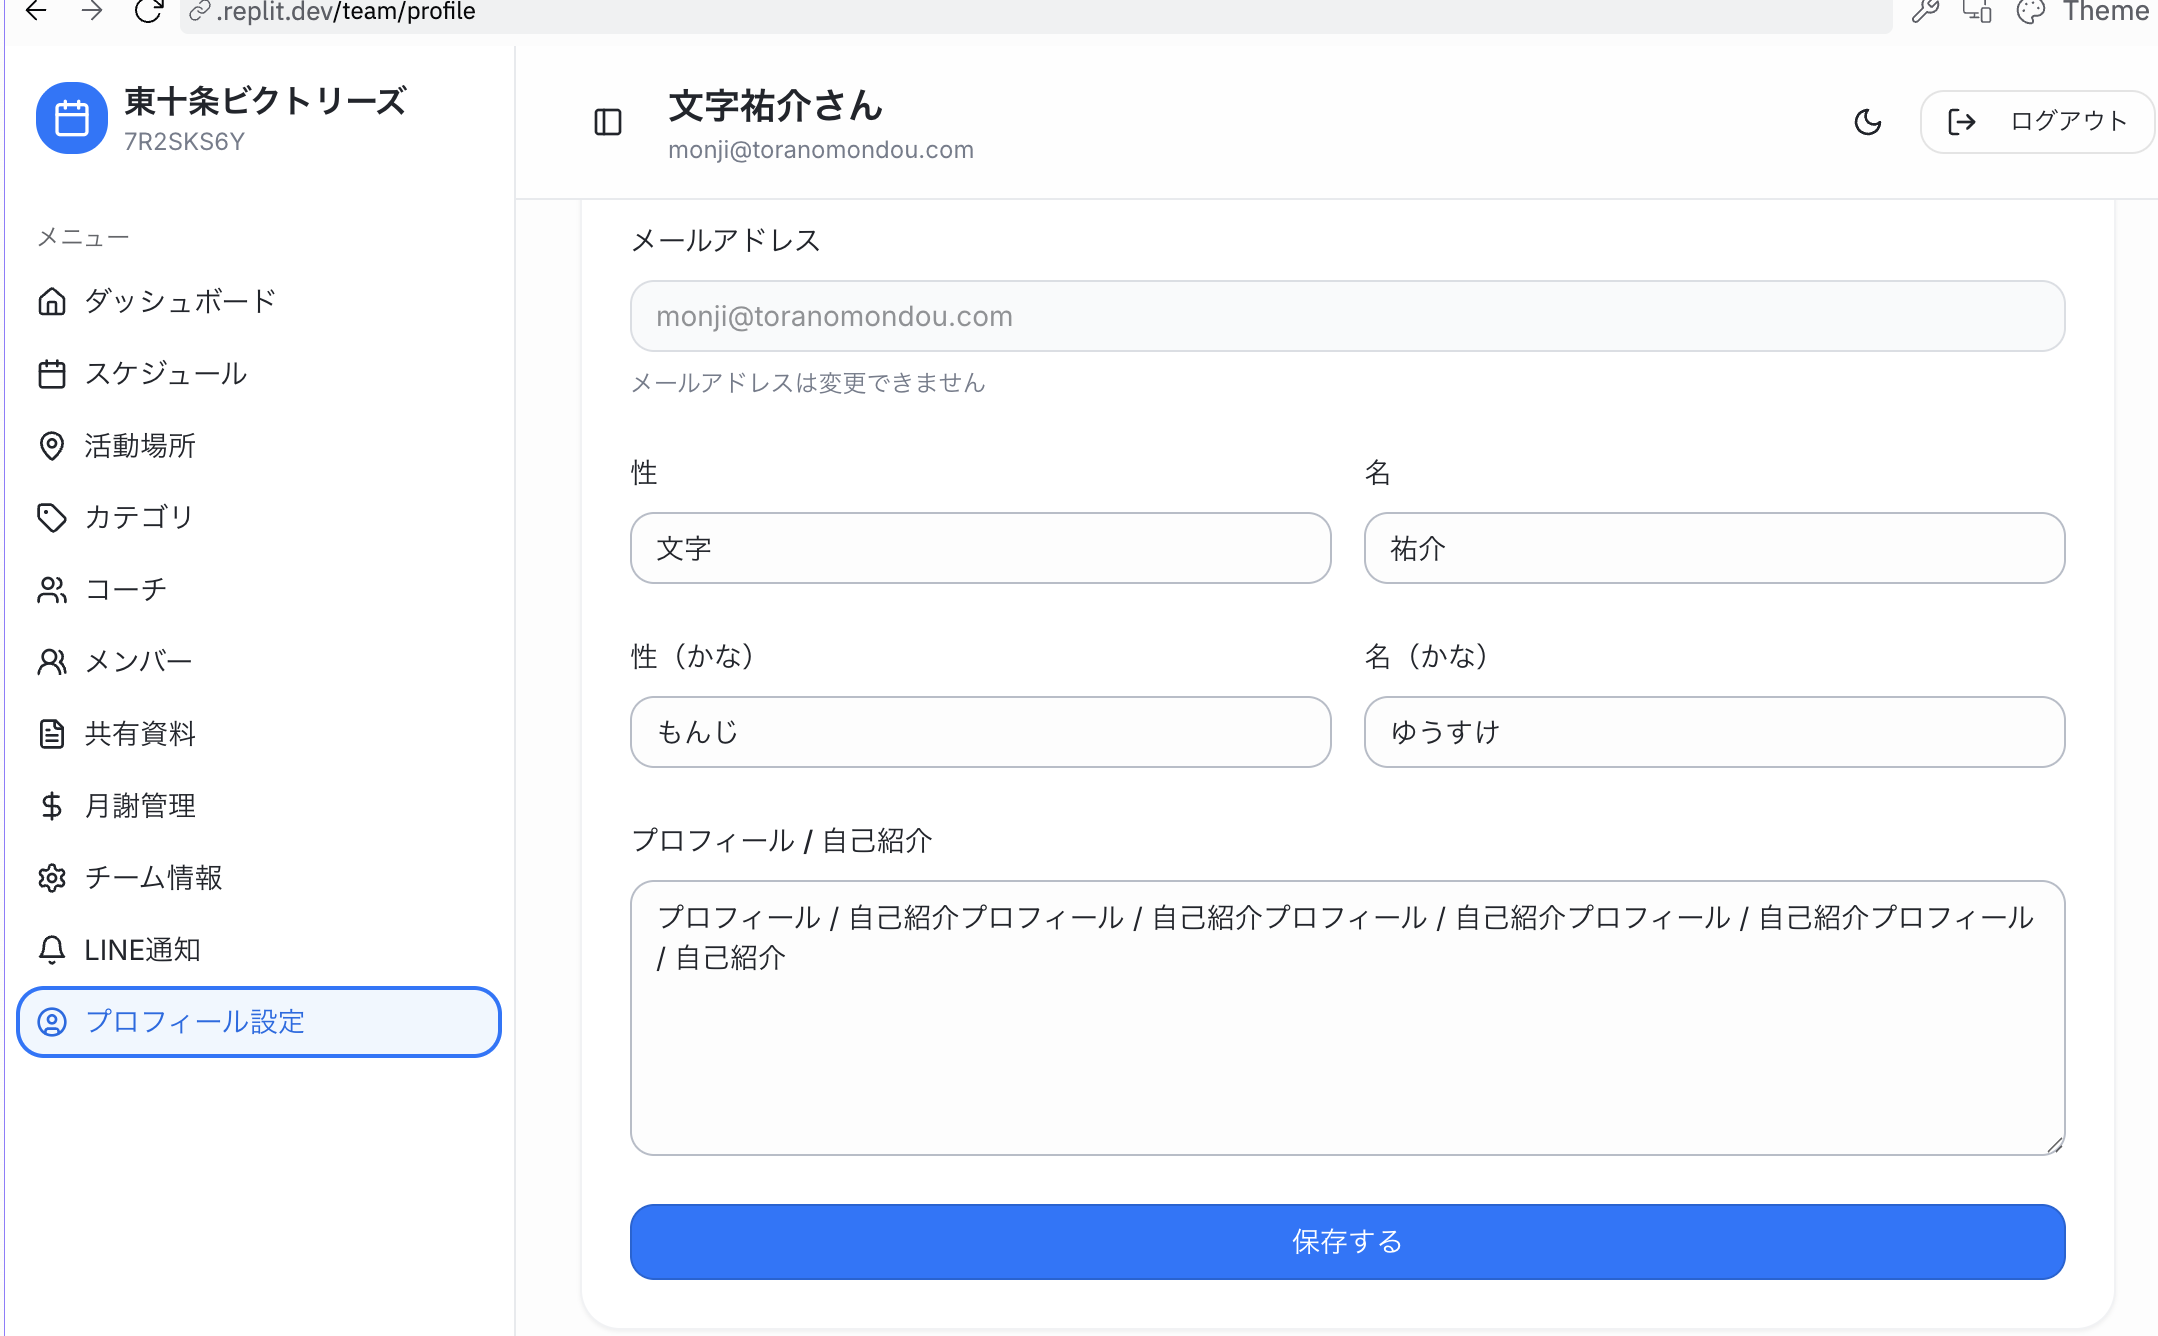 .replit.dev/team/profile
Theme
東十条ビクトリーズ
7R2SKS6Y
文字祐介さん
monji@toranomondou.com
ログアウト
メニュー
ダッシュボード
スケジュール
活動場所
カテゴリ
コーチ
メンバー
共有資料
月謝管理
チーム情報
LINE通知
プロフィール設定
メールアドレス
monji@toranomondou.com
メールアドレスは変更できません
性
名
文字
祐介
性（かな）
名（かな）
もんじ
ゆうすけ
プロフィール / 自己紹介
プロフィール / 自己紹介プロフィール / 自己紹介プロフィール / 自己紹介プロフィール / 自己紹介プロフィール
/ 自己紹介
保存する